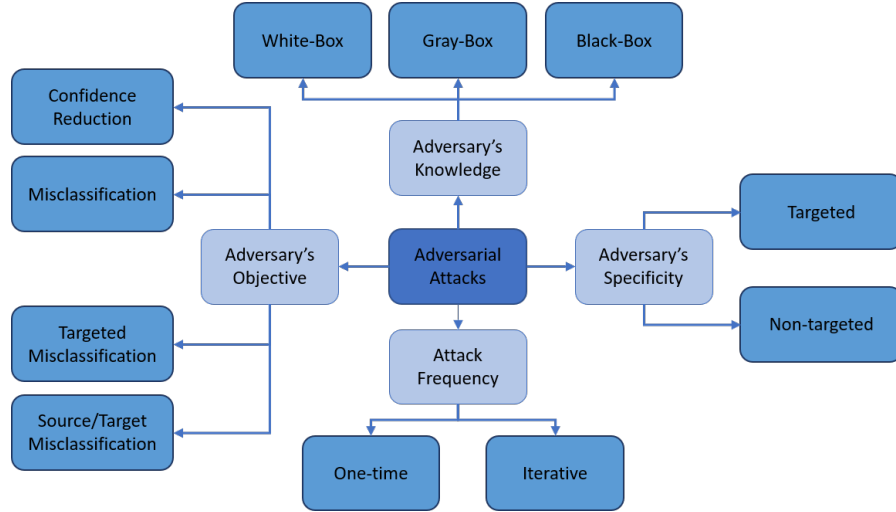 White-Box
Gray-Box
Black-Box
Confidence
Reduction
Misclassification
Adversary's
Knowledge
Targeted
Adversary's
Objective
Adversarial
Attacks
Adversary's
Specificity
Targeted
Misclassification
Attack
Frequency
Non-targeted
Source/Target
Misclassification
One-time
Iterative